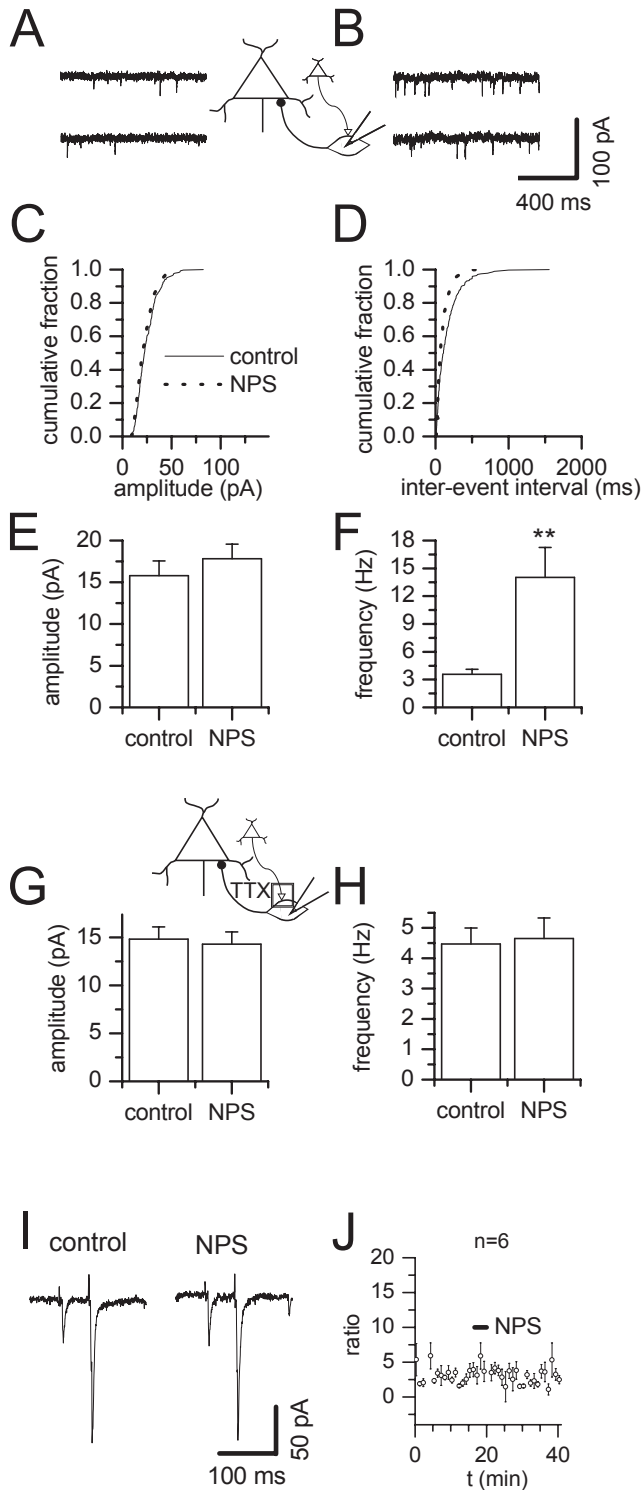 A
B
100 pA
400 ms
C
cumulative fraction
1.0
0.8
0.6
0.4
0.2
0.0
control
NPS
0 50 100
amplitude (pA)
D
cumulative fraction
1.0
0.8
0.6
0.4
0.2
0.0
0 1000 2000
inter-event interval (ms)
E
amplitude (pA)
20
15
10
5
0
control NPS
F
frequency (Hz)
18
15
12
9
6
3
0
**
control NPS
TTX
G
amplitude (pA)
15
10
5
0
control NPS
H
frequency (Hz)
5
4
3
2
1
0
control NPS
I
control NPS
50 pA
100 ms
J
n=6
ratio
20
15
10
5
0
NPS
0 20 40
t (min)